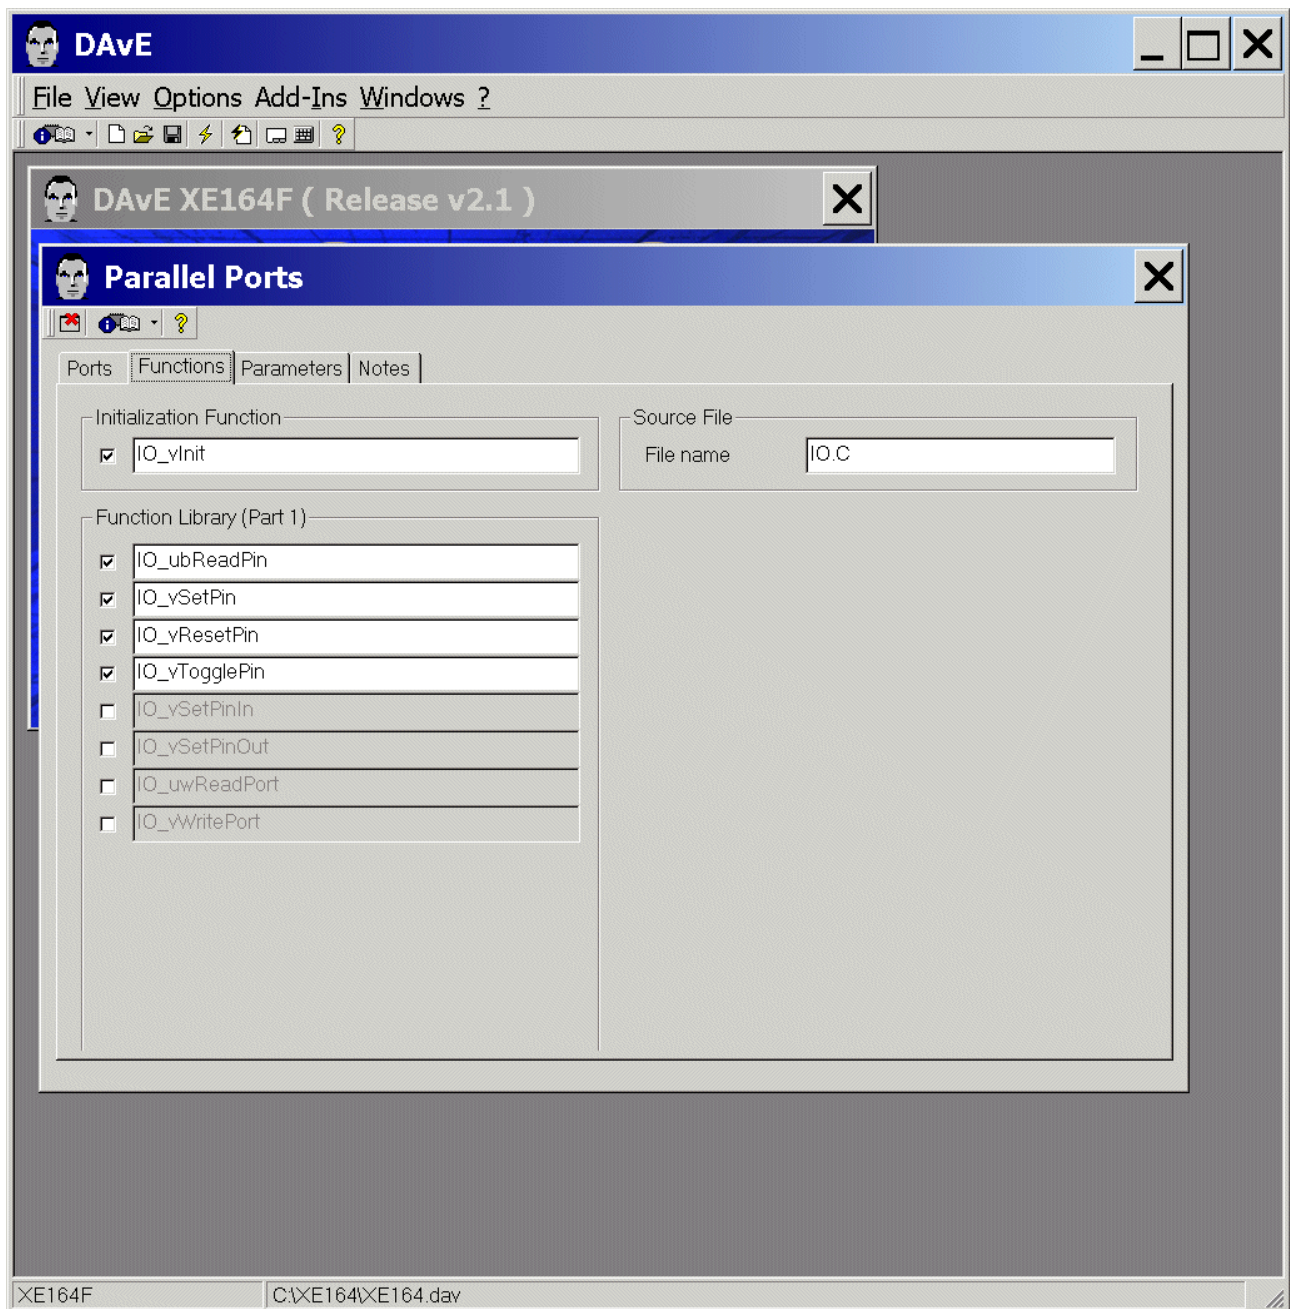 DAvE
File View Options Add-Ins Windows ?
DAvE XE164F ( Release v2.1 )
Parallel Ports
Ports Functions Parameters Notes
Initialization Function
IO_vInit
Source File
File name IO.C
Function Library (Part 1)
IO_ubReadPin
IO_vSetPin
IO_vResetPin
IO_vTogglePin
IO_vSetPinIn
IO_vSetPinOut
IO_uwReadPort
IO_vWritePort
XE164F C:\XE164\XE164.dav